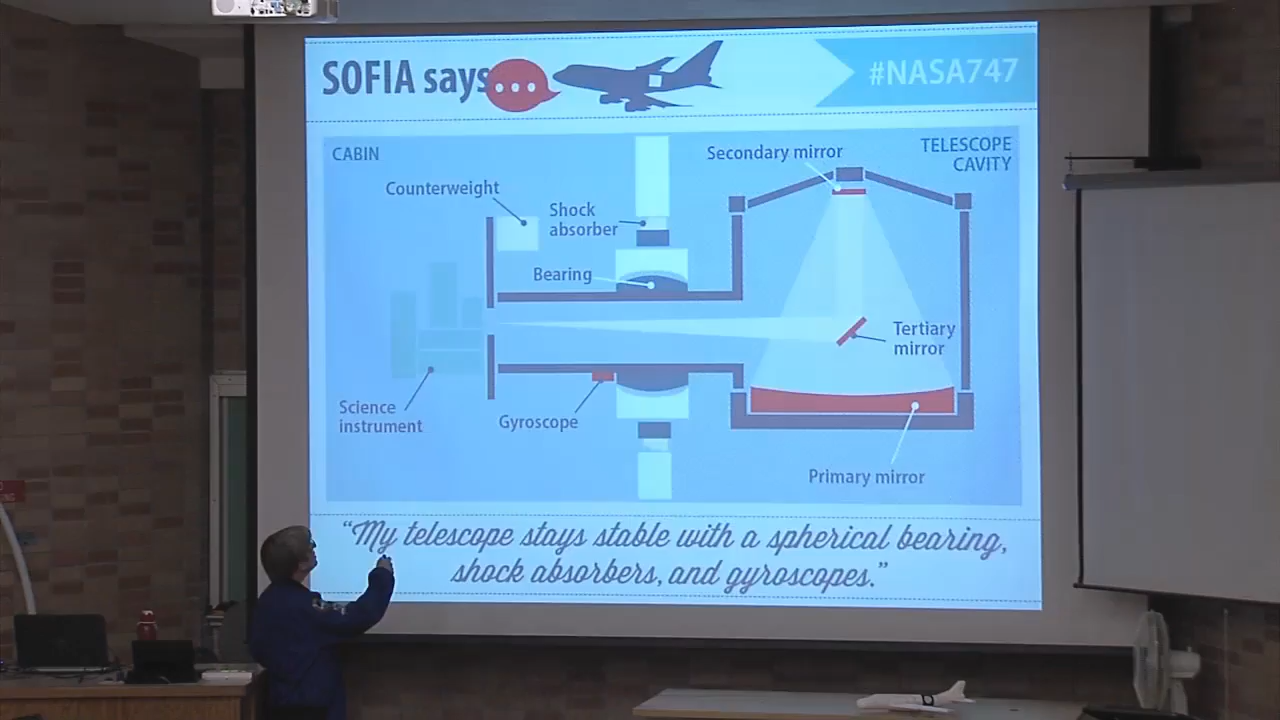 SOFIA says
#NASA747
CABIN
TELESCOPE
CAVITY
Secondary mirror
Counterweight
Shock
absorber
Bearing
Tertiary
mirror
Science
instrument
Gyroscope
Primary mirror
“My telescope stays stable with a spherical bearing,
shock absorbers, and gyroscopes.”